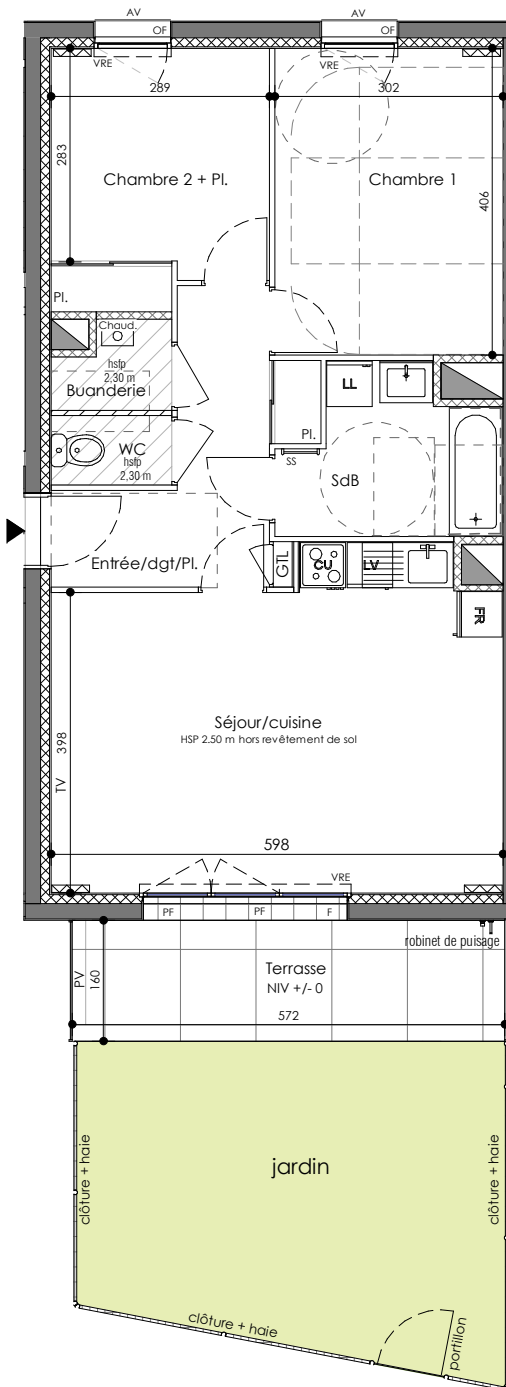 AV
AV
OF
OF
VRE
VRE
289
302
283
406
Chambre 2 + Pl.
Chambre 1
Pl.
Chaud.
hsfp
2,30 m
Buanderie
LL
Pl.
WC
hsfp
2,30 m
SS
SdB
Entrée/dgt/Pl.
GTL
CU
LV
FR
Séjour/cuisine
HSP 2.50 m hors revêtement de sol
TV
398
598
VRE
PF
PF
F
robinet de puisage
PV
160
Terrasse
NIV +/- 0
572
clôture + haie
clôture + haie
jardin
clôture + haie
portillon